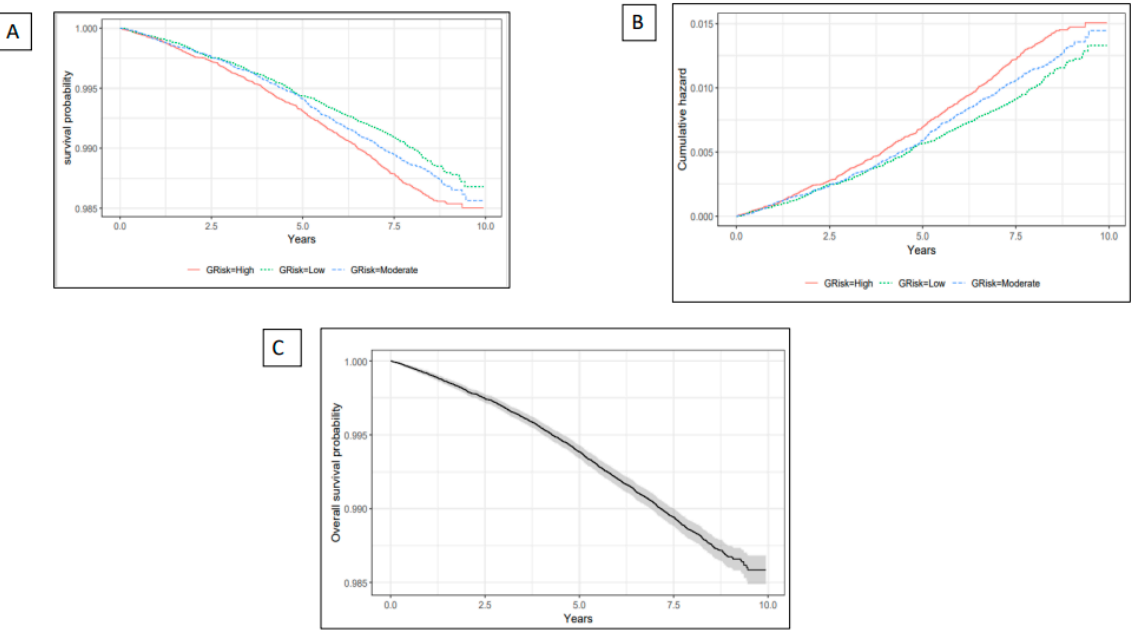 A
survival probability
1.000
0.995
0.990
0.985
0.0 2.5 5.0 7.5 10.0
Years
GRisk=High GRisk=Low GRisk=Moderate
B
Cumulative hazard
0.015
0.010
0.005
0.000
0.0 2.5 5.0 7.5 10.0
Years
GRisk=High GRisk=Low GRisk=Moderate
C
Overall survival probability
1.000
0.995
0.990
0.985
0.0 2.5 5.0 7.5 10.0
Years